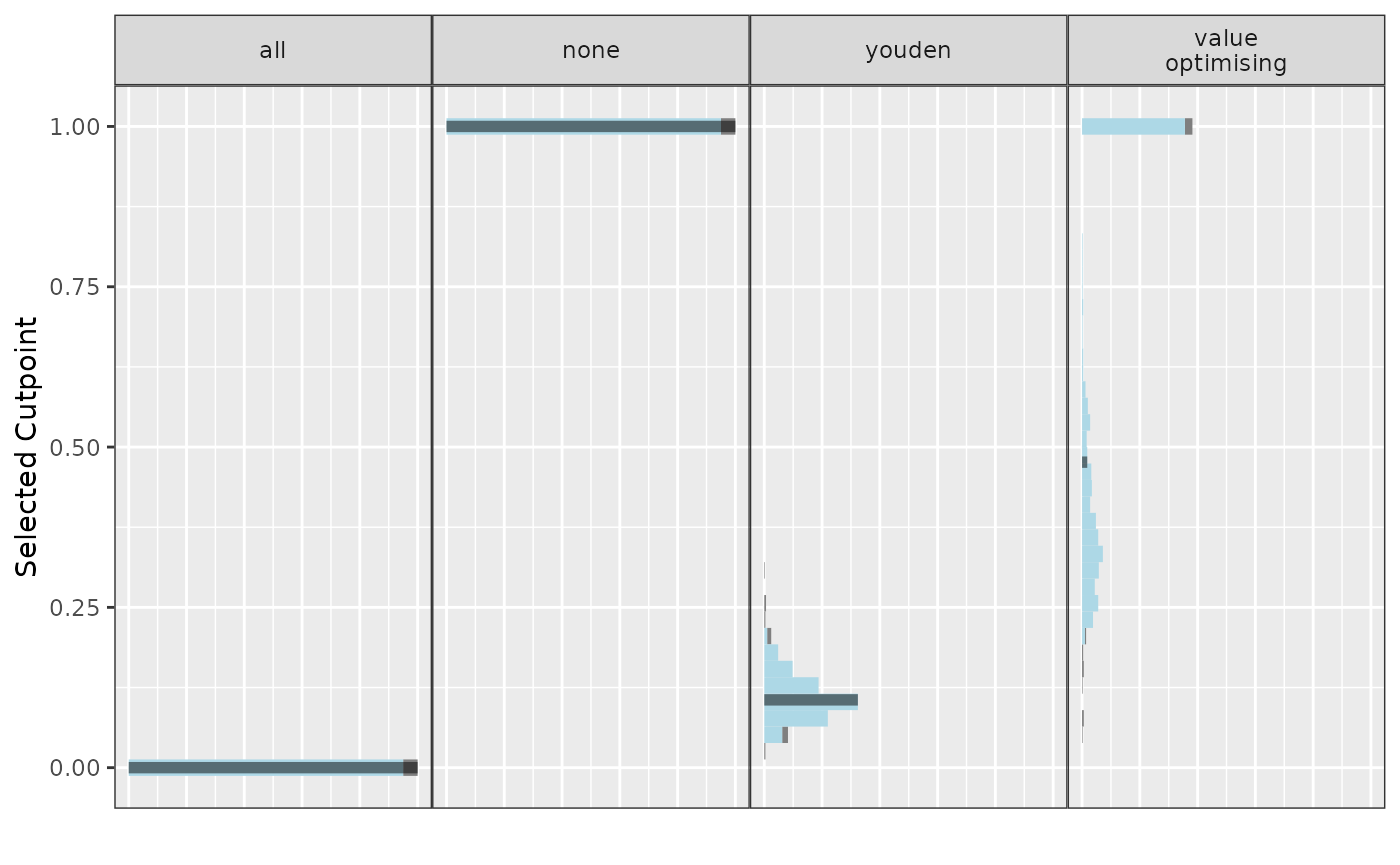 all
none
youden
value
optimising
Selected Cutpoint
1.00
0.75
0.50
0.25
0.00